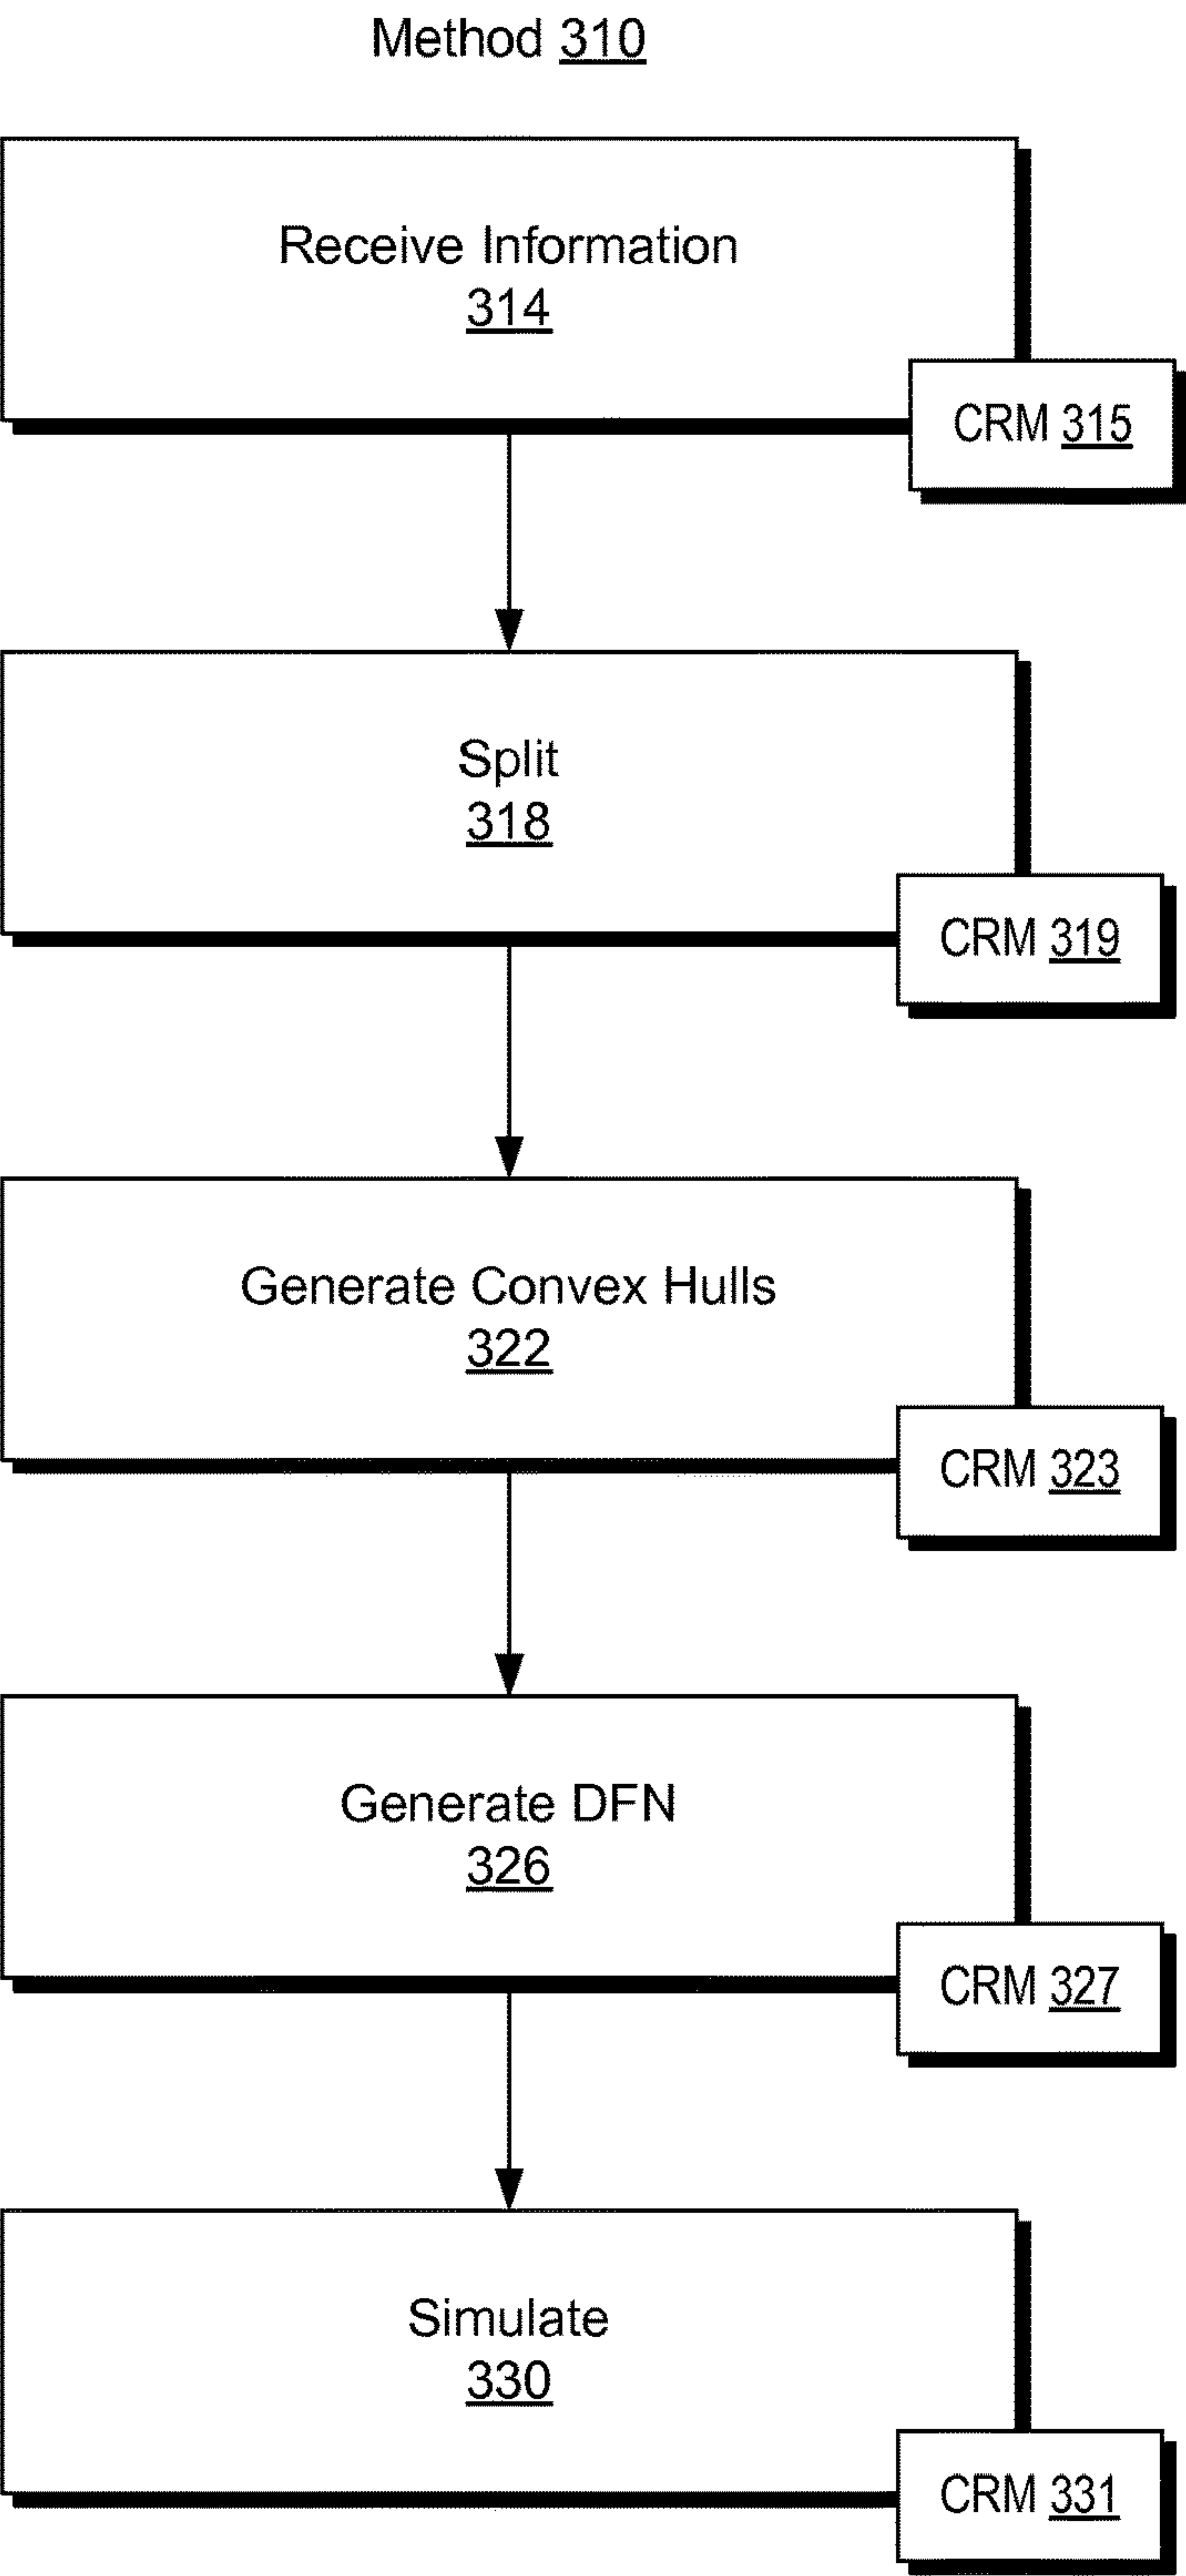 Method 310
Receive Information
314
CRM 315
Split
318
CRM 319
Generate Convex Hulls
322
CRM 323
Generate DFN
326
CRM 327
Simulate
330
CRM 331